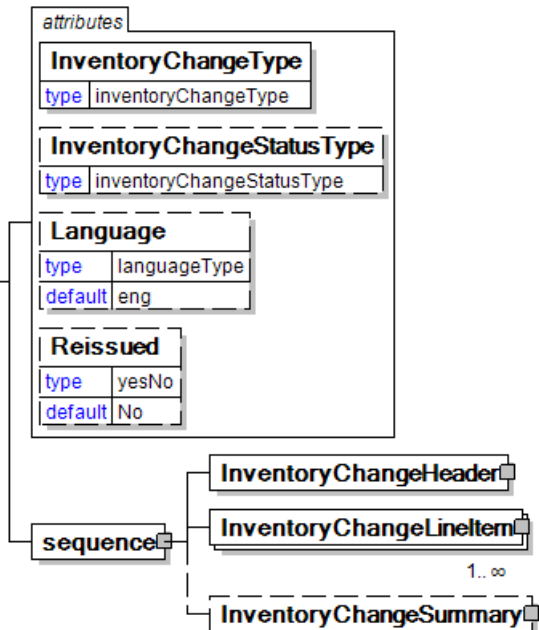 attributes
InventoryChangeType
type inventoryChangeType
InventoryChangeStatusType
type inventoryChangeStatusType
Language
type languageType
default eng
Reissued
type yesNo
default No
InventoryChangeHeader
sequence
InventoryChangeLineItem
1..∞
InventoryChangeSummary